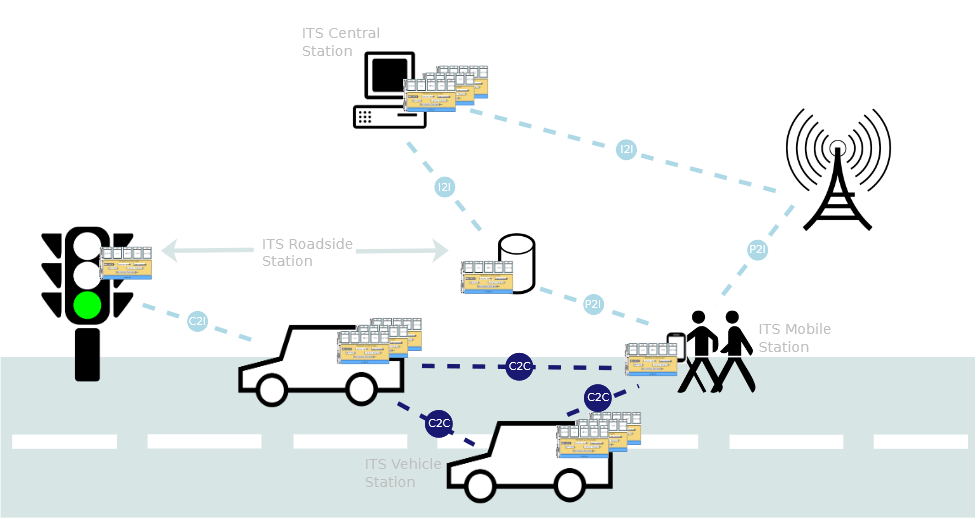 ITS Central
Station
I2I
I2I
ITS Roadside
Station
P2I
P2I
C2I
ITS Mobile
Station
C2C
C2C
C2C
ITS Vehicle
Station